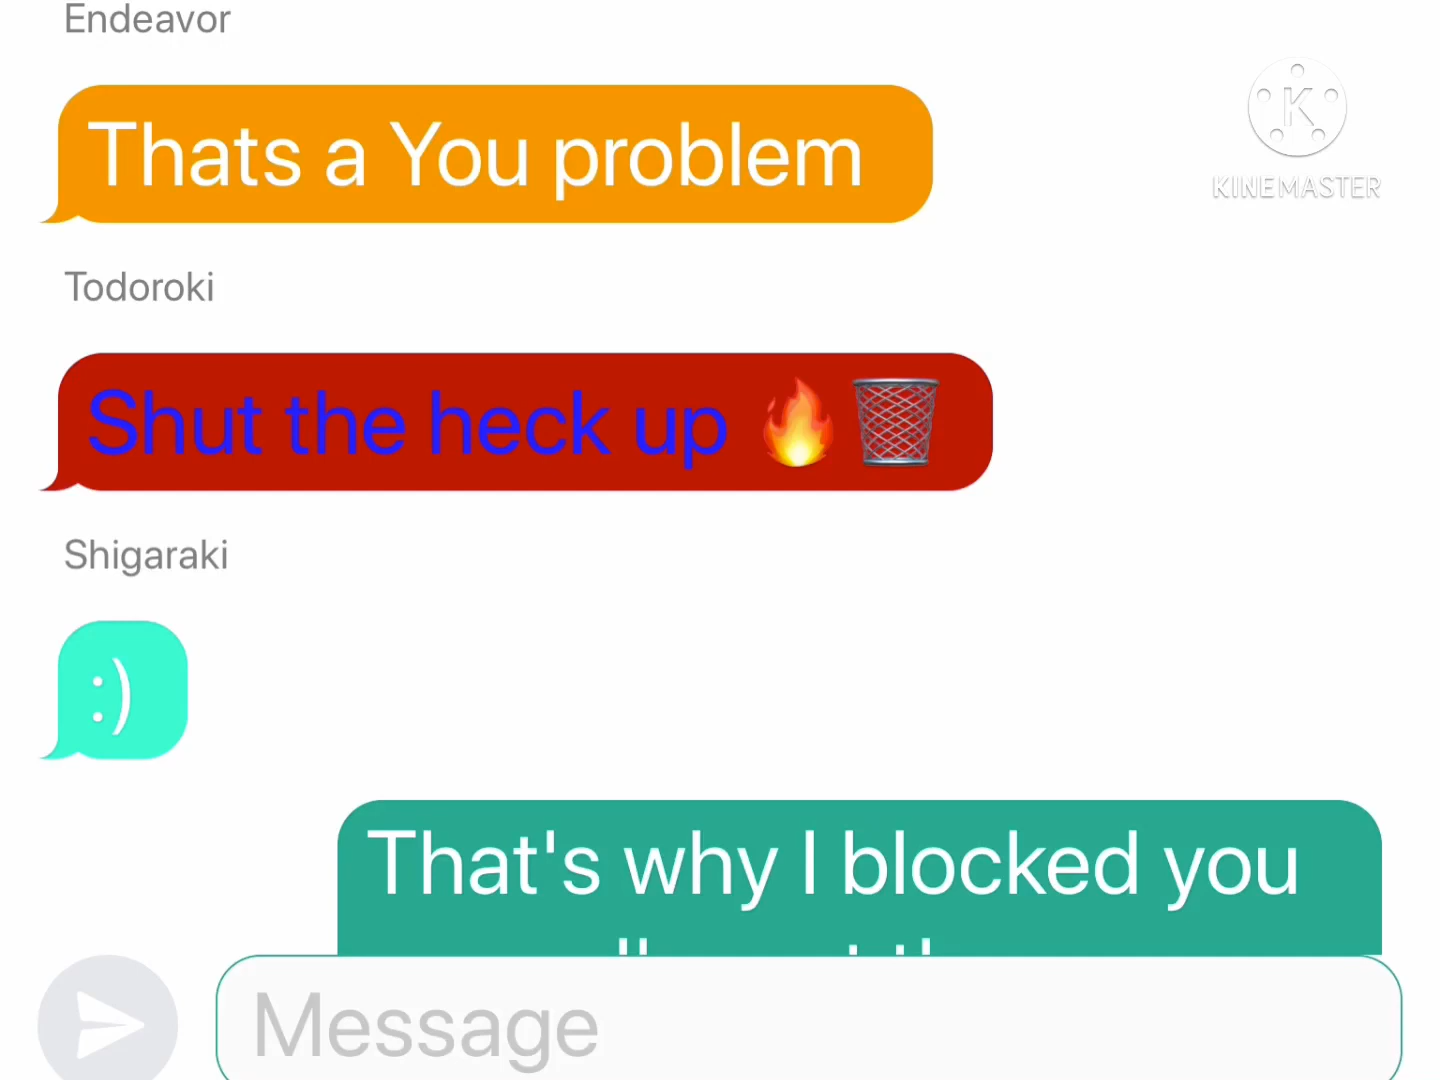 Endeavor
Thats a You problem
K
KINEMASTER
Todoroki
Shut the heck up 🔥🗑
Shigaraki
:)
That's why I blocked you
Message